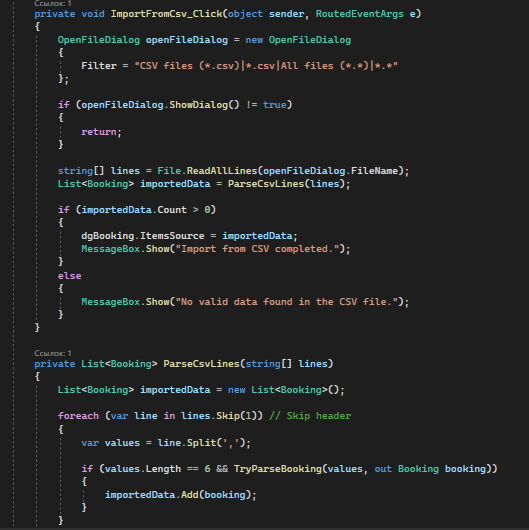 Ссылок: 1
private void ImportFromCsv_Click(object sender, RoutedEventArgs e)
{
    OpenFileDialog openFileDialog = new OpenFileDialog
    {
        Filter = "CSV files (*.csv)|*.csv|All files (*.*)|*.*"
    };

    if (openFileDialog.ShowDialog() != true)
    {
        return;
    }

    string[] lines = File.ReadAllLines(openFileDialog.FileName);
    List<Booking> importedData = ParseCsvLines(lines);

    if (importedData.Count > 0)
    {
        dgBooking.ItemsSource = importedData;
        MessageBox.Show("Import from CSV completed.");
    }
    else
    {
        MessageBox.Show("No valid data found in the CSV file.");
    }
}

Ссылок: 1
private List<Booking> ParseCsvLines(string[] lines)
{
    List<Booking> importedData = new List<Booking>();

    foreach (var line in lines.Skip(1)) // Skip header
    {
        var values = line.Split(',');

        if (values.Length == 6 && TryParseBooking(values, out Booking booking))
        {
            importedData.Add(booking);
        }
    }